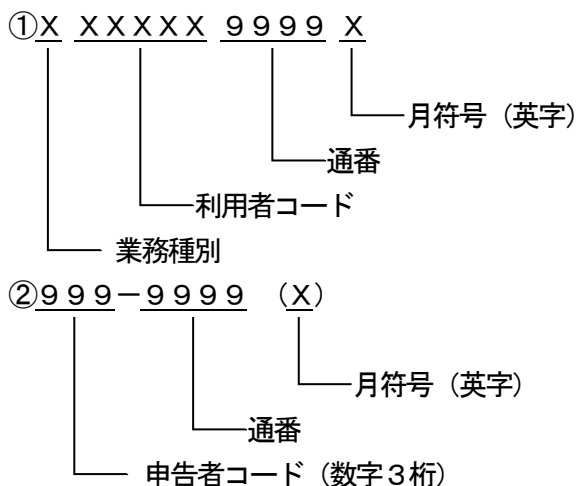 ①Ｘ ＸＸＸＸＸ ９９９９ Ｘ
月符号（英字）
通番
利用者コード
業務種別
②９９９－９９９９ （Ｘ）
月符号（英字）
通番
申告者コード（数字３桁）